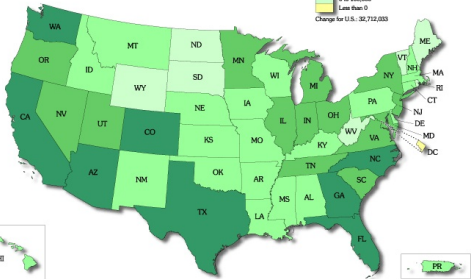 Less than 0
Change for U.S.: 32,712,033
WA
MT
ND
MN
ME
VT
NH
OR
ID
SD
WI
MI
NY
MA
RI
CT
WY
IA
PA
NJ
NE
OH
DE
MD
NV
UT
IL
IN
WV
VA
DC
CA
CO
KS
MO
KY
NC
TN
AZ
NM
OK
AR
SC
MS
AL
GA
TX
LA
FL
PR